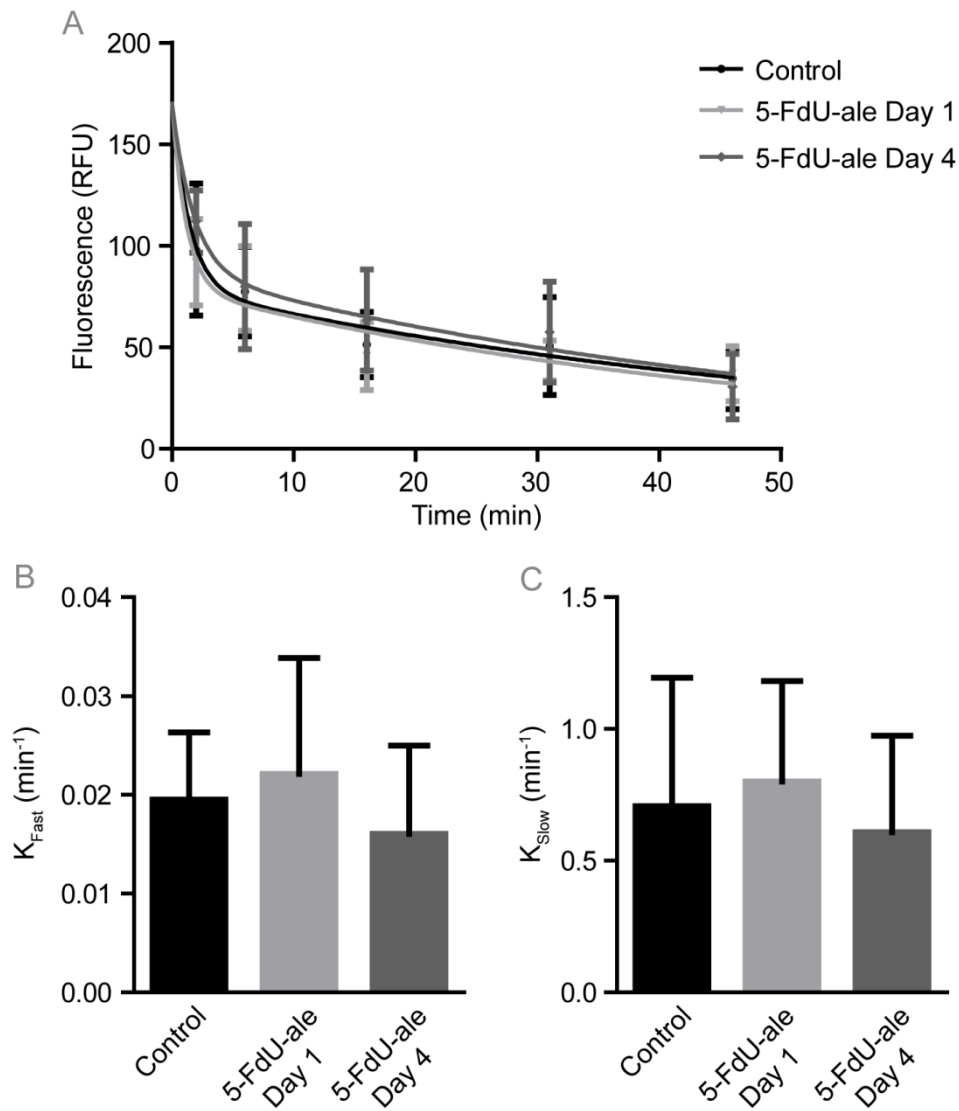 A
200
150
100
50
0
Fluorescence (RFU)
0 10 20 30 40 50
Time (min)
Control
5-FdU-ale Day 1
5-FdU-ale Day 4
B
0.04
0.03
0.02
0.01
0.00
K_Fast (min⁻¹)
Control
5-FdU-ale
Day 1
5-FdU-ale
Day 4
C
1.5
1.0
0.5
0.0
K_Slow (min⁻¹)
Control
5-FdU-ale
Day 1
5-FdU-ale
Day 4